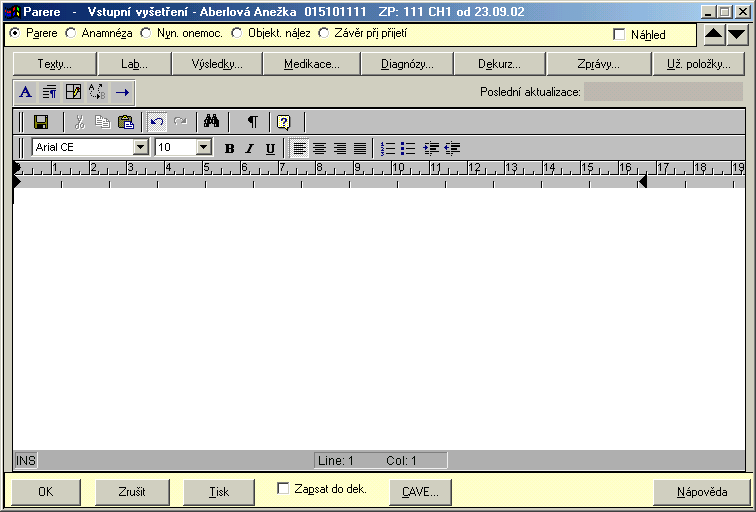 Parere - Vstupní vyšetření - Aberlová Anežka 015101111 ZP: 111 CH1 od 23.09.02
Parere Anamnéza Nyn. onemoc. Objekt. nález Závěr při přijetí Náhled
Texty... Lab... Výsledky... Medikace... Diagnózy... Dekurz... Zprávy... Už. položky...
Poslední aktualizace:
Arial CE 10 B I U
1 2 3 4 5 6 7 8 9 10 11 12 13 14 15 16 17 18 19
INS Line: 1 Col: 1
OK Zrušit Tisk Zapsat do dek. CAVE... Nápověda